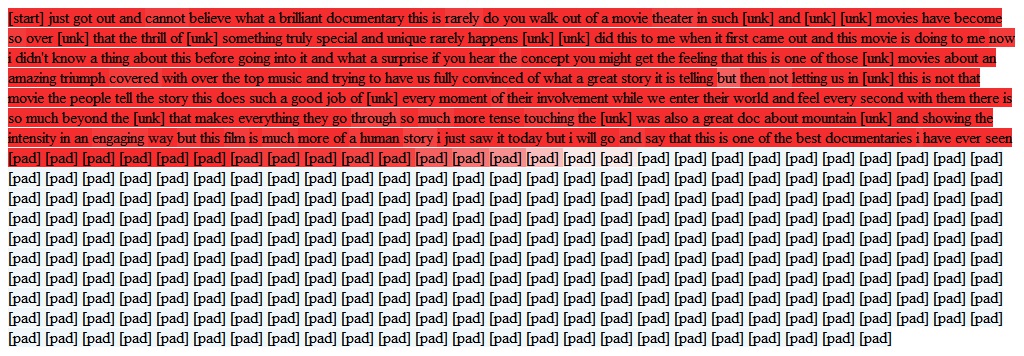 [start] just got out and cannot believe what a brilliant documentary this is rarely do you walk out of a movie theater in such [unk] and [unk] [unk] movies have become
so over [unk] that the thrill of [unk] something truly special and unique rarely happens [unk] [unk] did this to me when it first came out and this movie is doing to me now
i didn't know a thing about this before going into it and what a surprise if you hear the concept you might get the feeling that this is one of those [unk] movies about an
amazing triumph covered with over the top music and trying to have us fully convinced of what a great story it is telling but then not letting us in [unk] this is not that
movie the people tell the story this does such a good job of [unk] every moment of their involvement while we enter their world and feel every second with them there is
so much beyond the [unk] that makes everything they go through so much more tense touching the [unk] was also a great doc about mountain [unk] and showing the
intensity in an engaging way but this film is much more of a human story i just saw it today but i will go and say that this is one of the best documentaries i have ever seen
[pad] [pad] [pad] [pad] [pad] [pad] [pad] [pad] [pad] [pad] [pad] [pad] [pad] [pad] [pad] [pad] [pad] [pad] [pad] [pad] [pad] [pad] [pad] [pad] [pad] [pad] [pad]
[pad] [pad] [pad] [pad] [pad] [pad] [pad] [pad] [pad] [pad] [pad] [pad] [pad] [pad] [pad] [pad] [pad] [pad] [pad] [pad] [pad] [pad] [pad] [pad] [pad] [pad] [pad]
[pad] [pad] [pad] [pad] [pad] [pad] [pad] [pad] [pad] [pad] [pad] [pad] [pad] [pad] [pad] [pad] [pad] [pad] [pad] [pad] [pad] [pad] [pad] [pad] [pad] [pad] [pad]
[pad] [pad] [pad] [pad] [pad] [pad] [pad] [pad] [pad] [pad] [pad] [pad] [pad] [pad] [pad] [pad] [pad] [pad] [pad] [pad] [pad] [pad] [pad] [pad] [pad] [pad] [pad]
[pad] [pad] [pad] [pad] [pad] [pad] [pad] [pad] [pad] [pad] [pad] [pad] [pad] [pad] [pad] [pad] [pad] [pad] [pad] [pad] [pad] [pad] [pad] [pad] [pad] [pad] [pad]
[pad] [pad] [pad] [pad] [pad] [pad] [pad] [pad] [pad] [pad] [pad] [pad] [pad] [pad] [pad] [pad] [pad] [pad] [pad] [pad] [pad] [pad] [pad] [pad] [pad] [pad] [pad]
[pad] [pad] [pad] [pad] [pad] [pad] [pad] [pad] [pad] [pad] [pad] [pad] [pad] [pad] [pad] [pad] [pad] [pad] [pad] [pad] [pad] [pad] [pad] [pad] [pad] [pad] [pad]
[pad] [pad] [pad] [pad] [pad] [pad] [pad] [pad] [pad] [pad] [pad] [pad] [pad] [pad] [pad] [pad] [pad] [pad] [pad] [pad] [pad] [pad] [pad] [pad] [pad] [pad] [pad]
[pad] [pad] [pad] [pad] [pad] [pad] [pad] [pad] [pad] [pad] [pad] [pad] [pad] [pad] [pad] [pad] [pad] [pad] [pad] [pad] [pad] [pad] [pad] [pad] [pad] [pad] [pad]
[pad] [pad] [pad] [pad] [pad] [pad] [pad] [pad] [pad] [pad] [pad] [pad] [pad] [pad] [pad] [pad] [pad] [pad] [pad] [pad] [pad] [pad] [pad] [pad]